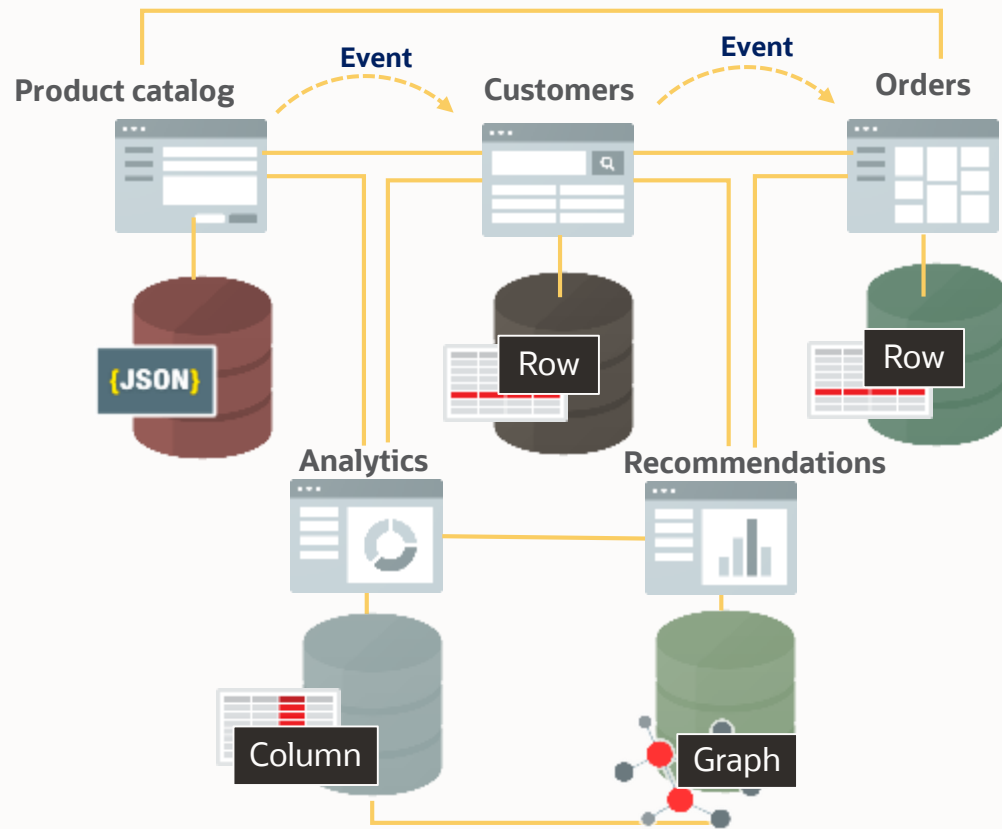 Event
Event
Product catalog
Customers
Orders
{JSON}
Row
Row
Analytics
Recommendations
Column
Graph